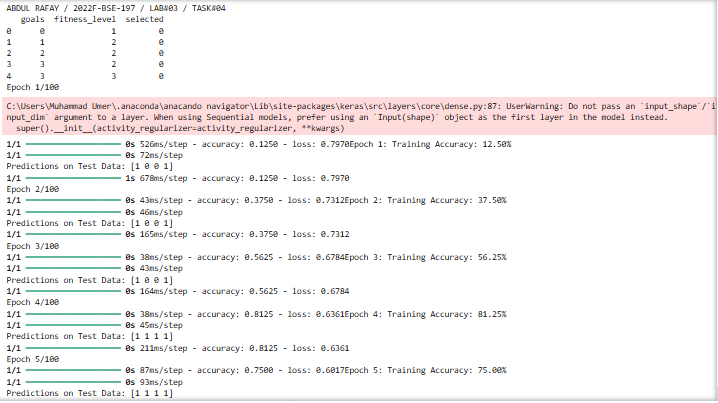 ABDUL RAFAY / 2022F-BSE-197 / LAB#03 / TASK#04
goals fitness_level selected
0 0 1 0
1 1 2 0
2 2 2 0
3 3 2 0
4 3 3 0
Epoch 1/100
C:\Users\Muhammad Umer\.anaconda\anacando navigator\Lib\site-packages\keras\src\layers\core\dense.py:87: UserWarning: Do not pass an `input_shape`/`i
nput_dim` argument to a layer. When using Sequential models, prefer using an `Input(shape)` object as the first layer in the model instead.
super().__init__(activity_regularizer=activity_regularizer, **kwargs)
1/1 0s 526ms/step - accuracy: 0.1250 - loss: 0.7970Epoch 1: Training Accuracy: 12.50%
1/1 0s 72ms/step
Predictions on Test Data: [1 0 0 1]
1/1 1s 678ms/step - accuracy: 0.1250 - loss: 0.7970
Epoch 2/100
1/1 0s 43ms/step - accuracy: 0.3750 - loss: 0.7312Epoch 2: Training Accuracy: 37.50%
1/1 0s 46ms/step
Predictions on Test Data: [1 0 0 1]
1/1 0s 165ms/step - accuracy: 0.3750 - loss: 0.7312
Epoch 3/100
1/1 0s 38ms/step - accuracy: 0.5625 - loss: 0.6784Epoch 3: Training Accuracy: 56.25%
1/1 0s 43ms/step
Predictions on Test Data: [1 0 0 1]
1/1 0s 164ms/step - accuracy: 0.5625 - loss: 0.6784
Epoch 4/100
1/1 0s 38ms/step - accuracy: 0.8125 - loss: 0.6361Epoch 4: Training Accuracy: 81.25%
1/1 0s 45ms/step
Predictions on Test Data: [1 1 1 1]
1/1 0s 211ms/step - accuracy: 0.8125 - loss: 0.6361
Epoch 5/100
1/1 0s 87ms/step - accuracy: 0.7500 - loss: 0.6017Epoch 5: Training Accuracy: 75.00%
1/1 0s 93ms/step
Predictions on Test Data: [1 1 1 1]